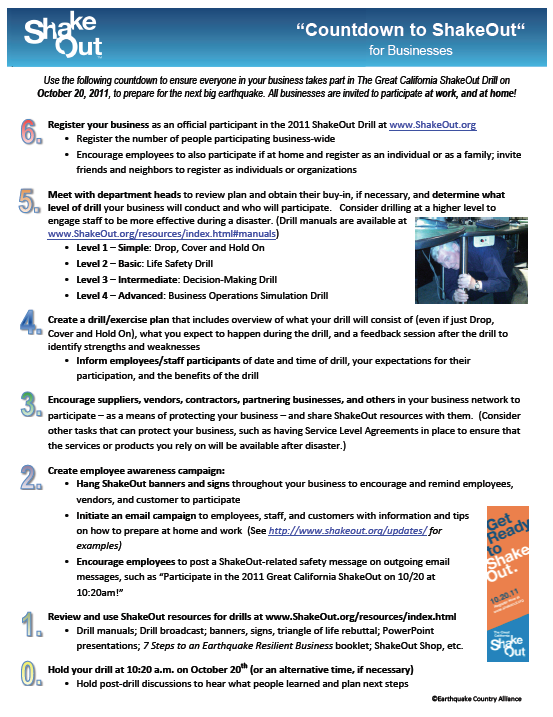 Shake
Out
"Countdown to ShakeOut"
for Businesses
Use the following countdown to ensure everyone in your business takes part in The Great California ShakeOut Drill on
October 20, 2011, to prepare for the next big earthquake. All businesses are invited to participate at work, and at home!
6. Register your business as an official participant in the 2011 ShakeOut Drill at www.ShakeOut.org
• Register the number of people participating business-wide
• Encourage employees to also participate if at home and register as an individual or as a family; invite
friends and neighbors to register as individuals or organizations
5. Meet with department heads to review plan and obtain their buy-in, if necessary, and determine what
level of drill your business will conduct and who will participate. Consider drilling at a higher level to
engage staff to be more effective during a disaster. (Drill manuals are available at
www.ShakeOut.org/resources/index.html#manuals)
• Level 1 – Simple: Drop, Cover and Hold On
• Level 2 – Basic: Life Safety Drill
• Level 3 – Intermediate: Decision-Making Drill
• Level 4 – Advanced: Business Operations Simulation Drill
4. Create a drill/exercise plan that includes overview of what your drill will consist of (even if just Drop,
Cover and Hold On), what you expect to happen during the drill, and a feedback session after the drill to
identify strengths and weaknesses
• Inform employees/staff participants of date and time of drill, your expectations for their
participation, and the benefits of the drill
3. Encourage suppliers, vendors, contractors, partnering businesses, and others in your business network to
participate – as a means of protecting your business – and share ShakeOut resources with them. (Consider
other tasks that can protect your business, such as having Service Level Agreements in place to ensure that
the services or products you rely on will be available after disaster.)
2. Create employee awareness campaign:
• Hang ShakeOut banners and signs throughout your business to encourage and remind employees,
vendors, and customer to participate
• Initiate an email campaign to employees, staff, and customers with information and tips
on how to prepare at home and work (See http://www.shakeout.org/updates/ for
examples)
• Encourage employees to post a ShakeOut-related safety message on outgoing email
messages, such as "Participate in the 2011 Great California ShakeOut on 10/20 at
10:20am!"
Get
Ready
to
Shake
Out.
10.20.11
The Great California
Shake
Out
1. Review and use ShakeOut resources for drills at www.ShakeOut.org/resources/index.html
• Drill manuals; Drill broadcast; banners, signs, triangle of life rebuttal; PowerPoint
presentations; 7 Steps to an Earthquake Resilient Business booklet; ShakeOut Shop, etc.
0. Hold your drill at 10:20 a.m. on October 20th (or an alternative time, if necessary)
• Hold post-drill discussions to hear what people learned and plan next steps
©Earthquake Country Alliance